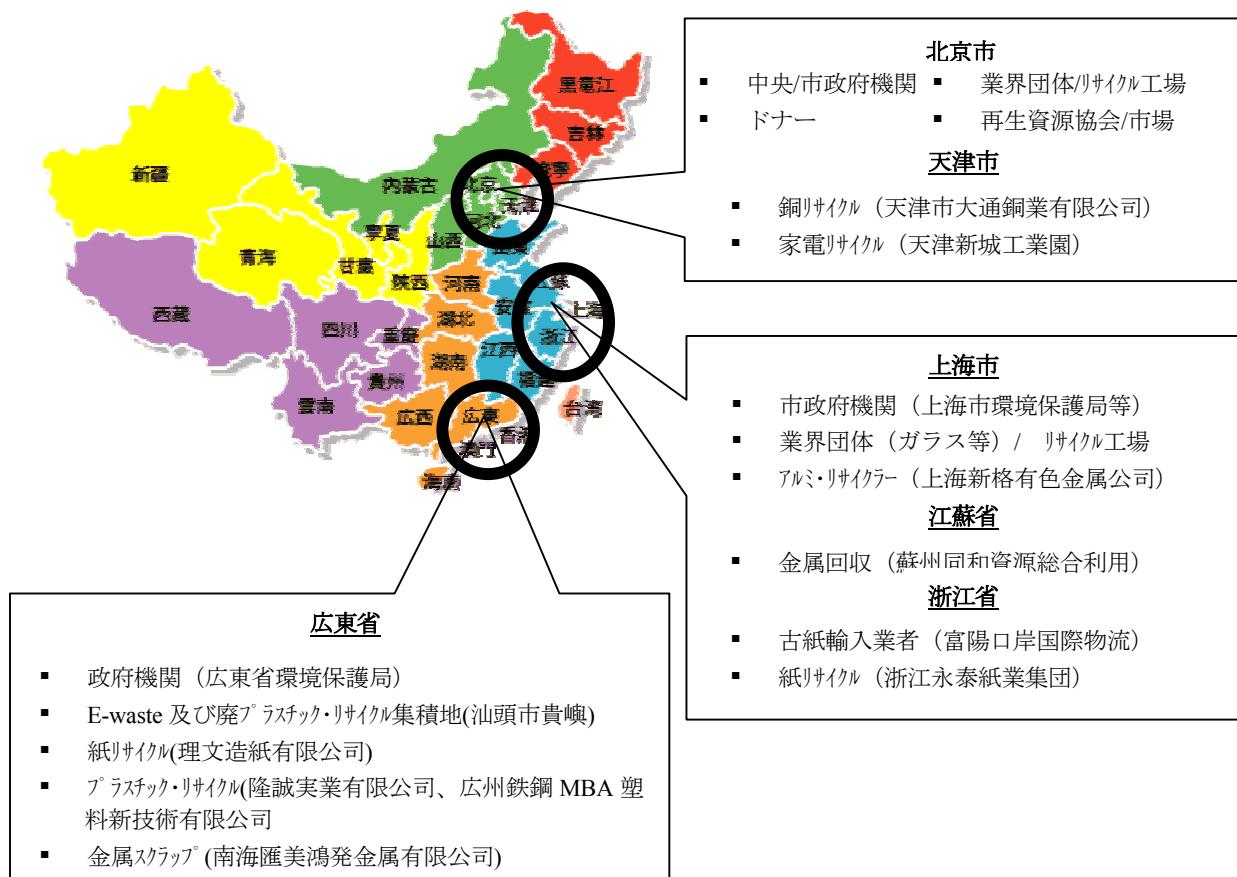 黒竜江
吉林
新疆
内蒙古
北京
天津
寧夏
山西
青海
甘粛
陝西
河南
西蔵
四川
重慶
湖北
上海
浙江
湖南
江西
貴州
雲南
広西
広東
台湾
香港
澳門
北京市
▪ 中央/市政府機関 ▪ 業界団体/ﾘｻｲｸﾙ工場
▪ ドナー ▪ 再生資源協会/市場
天津市
▪ 銅ﾘｻｲｸﾙ（天津市大通銅業有限公司）
▪ 家電ﾘｻｲｸﾙ（天津新城工業園）
上海市
▪ 市政府機関（上海市環境保護局等）
▪ 業界団体（ガラス等）/ ﾘｻｲｸﾙ工場
▪ ｱﾙﾐ・ﾘｻｲｸﾗｰ（上海新格有色金属公司）
江蘇省
▪ 金属回収（蘇州同和資源総合利用）
浙江省
▪ 古紙輸入業者（富陽口岸国際物流）
▪ 紙ﾘｻｲｸﾙ（浙江永泰紙業集団）
広東省
▪ 政府機関（広東省環境保護局）
▪ E-waste 及び廃ﾌﾟﾗｽﾁｯｸ・ﾘｻｲｸﾙ集積地(汕頭市貴嶼)
▪ 紙ﾘｻｲｸﾙ(理文造紙有限公司)
▪ ﾌﾟﾗｽﾁｯｸ・ﾘｻｲｸﾙ(隆誠実業有限公司、広州鉄鋼 MBA 塑
料新技術有限公司
▪ 金属ｽｸﾗｯﾌﾟ(南海匯美鴻発金属有限公司)